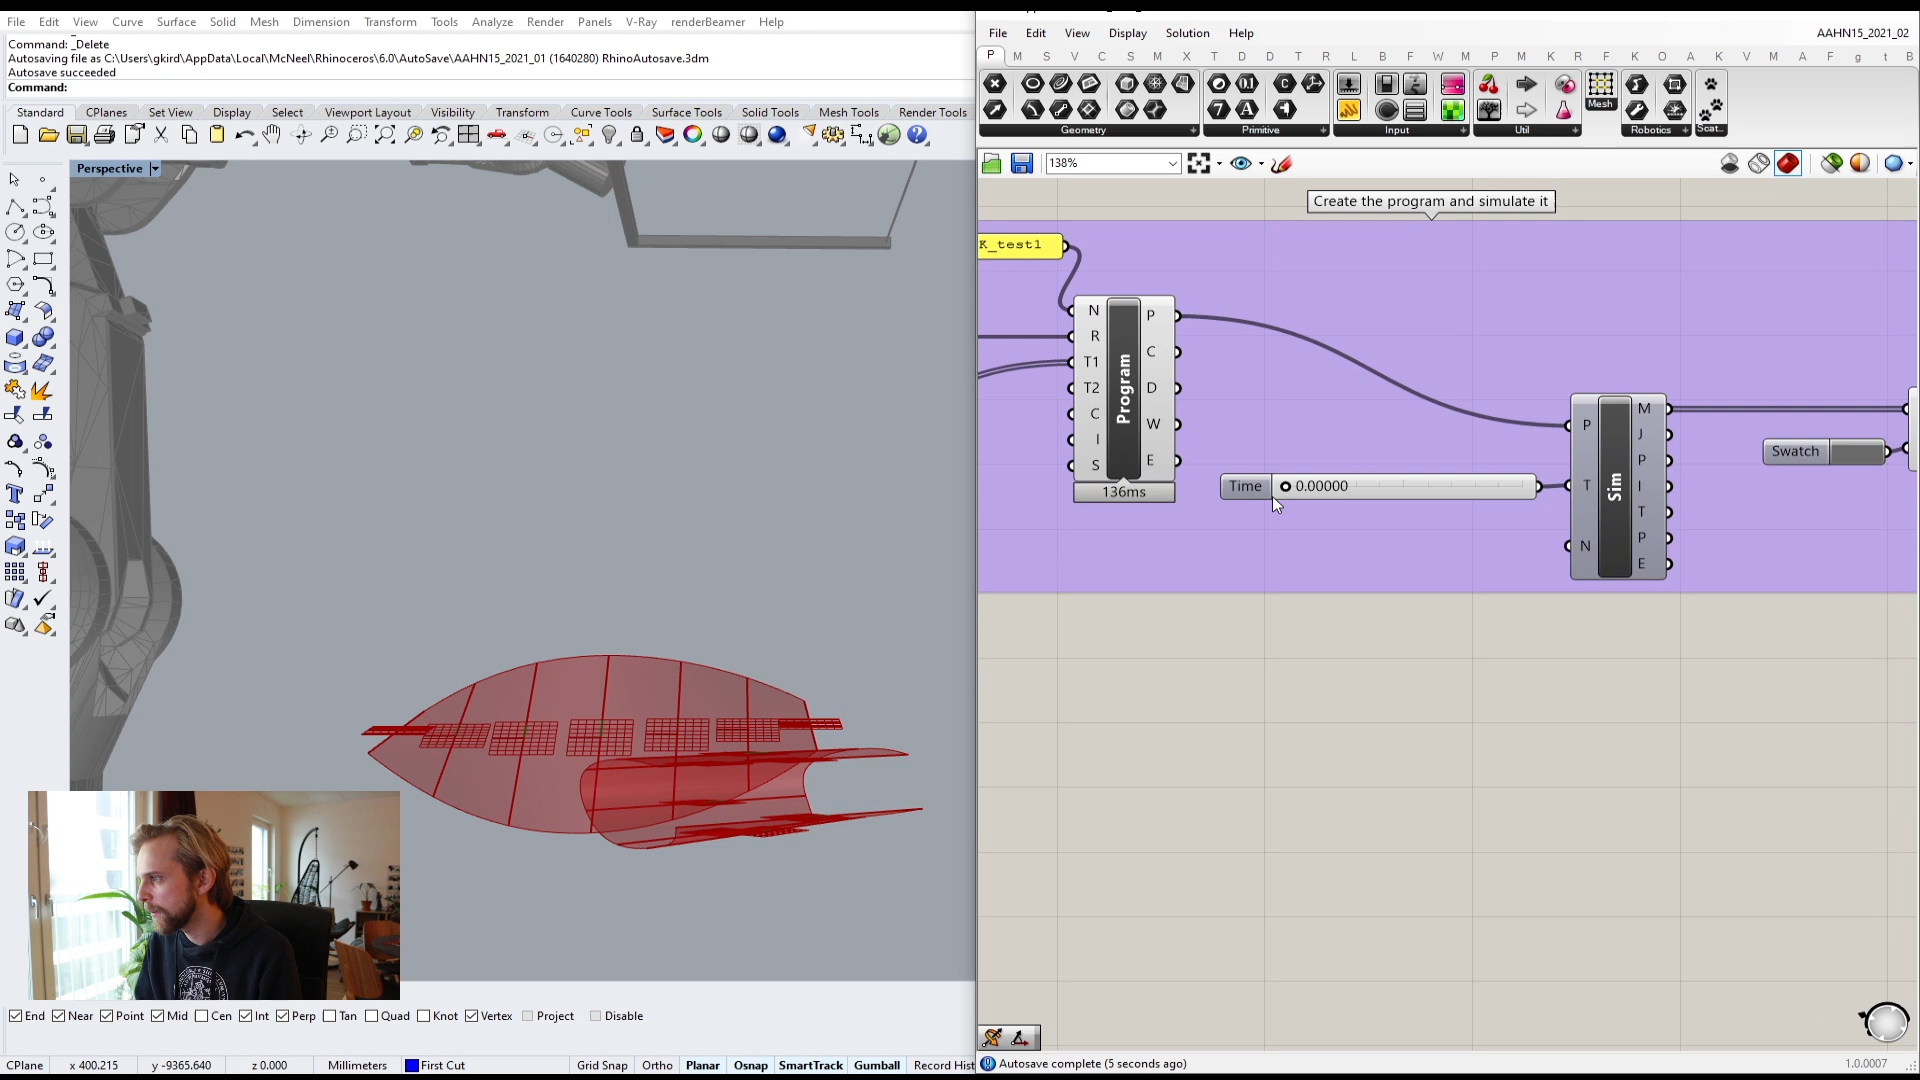 File Edit View Curve Surface Solid Mesh Dimension Transform Tools Analyze Render Panels V-Ray renderBeamer Help
Command: _Delete
Autosaving file as C:\Users\gkird\AppData\Local\McNeel\Rhinoceros\6.0\AutoSave\AAHN15_2021_01 (1640280) RhinoAutosave.3dm
Autosave succeeded
Command:
Standard CPlanes Set View Display Select Viewport Layout Visibility Transform Curve Tools Surface Tools Solid Tools Mesh Tools Render Tools
Perspective
End Near Point Mid Cen Int Perp Tan Quad Knot Vertex Project Disable
CPlane x 400.215 y -9365.640 z 0.000 Millimeters First Cut Grid Snap Ortho Planar Osnap SmartTrack Gumball Record Hist
File Edit View Display Solution Help AAHN15_2021_02
P M S V C S M I T D D T R L B F W M P M K R F K O A K V M A F g t B
Mesh
Geometry Primitive Input Util Robotics Scat...
138%
Create the program and simulate it
K_test1
N P
R
T1 C
T2 D
C W
I
S E
Program
136ms
Time 0.00000
P M
J
P
T I
T
N P
E
Sim
Swatch
Autosave complete (5 seconds ago) 1.0.0007